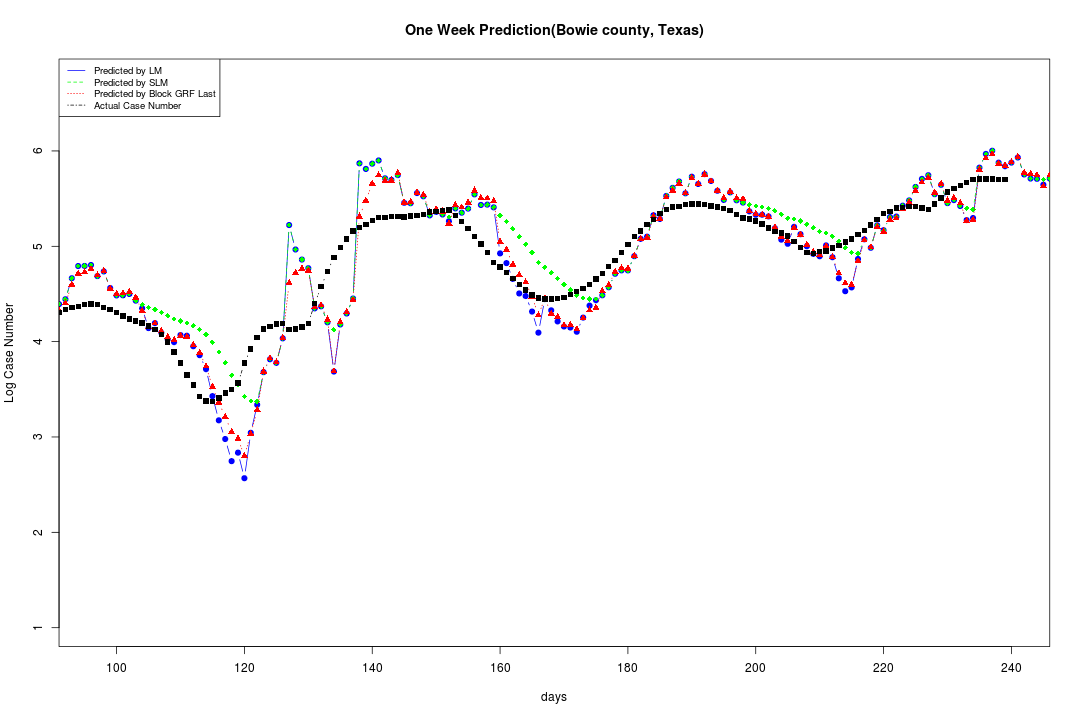 One Week Prediction(Bowie county, Texas)
Predicted by LM
Predicted by SLM
Predicted by Block GRF Last
Actual Case Number
6
5
4
3
2
1
Log Case Number
100 120 140 160 180 200 220 240
days